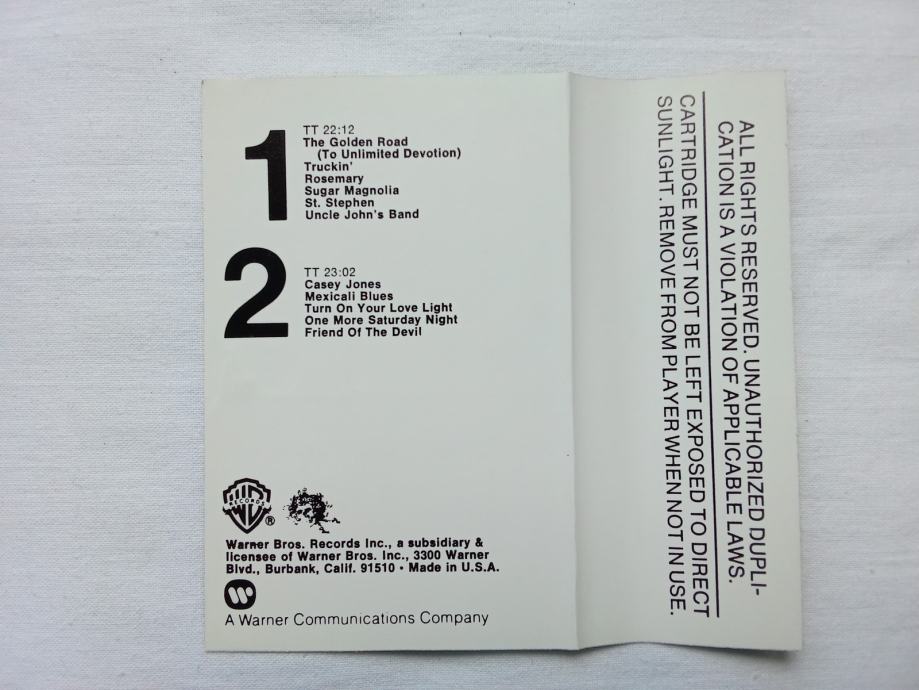 1
TT 22:12
The Golden Road
(To Unlimited Devotion)
Truckin'
Rosemary
Sugar Magnolia
St. Stephen
Uncle John's Band
2
TT 23:02
Casey Jones
Mexicali Blues
Turn On Your Love Light
One More Saturday Night
Friend Of The Devil
WB
RECORDS
®
Warner Bros. Records Inc., a subsidiary &
licensee of Warner Bros. Inc., 3300 Warner
Blvd., Burbank, Calif. 91510 • Made in U.S.A.
A Warner Communications Company
ALL RIGHTS RESERVED. UNAUTHORIZED DUPLI-
CATION IS A VIOLATION OF APPLICABLE LAWS.
CARTRIDGE MUST NOT BE LEFT EXPOSED TO DIRECT
SUNLIGHT. REMOVE FROM PLAYER WHEN NOT IN USE.